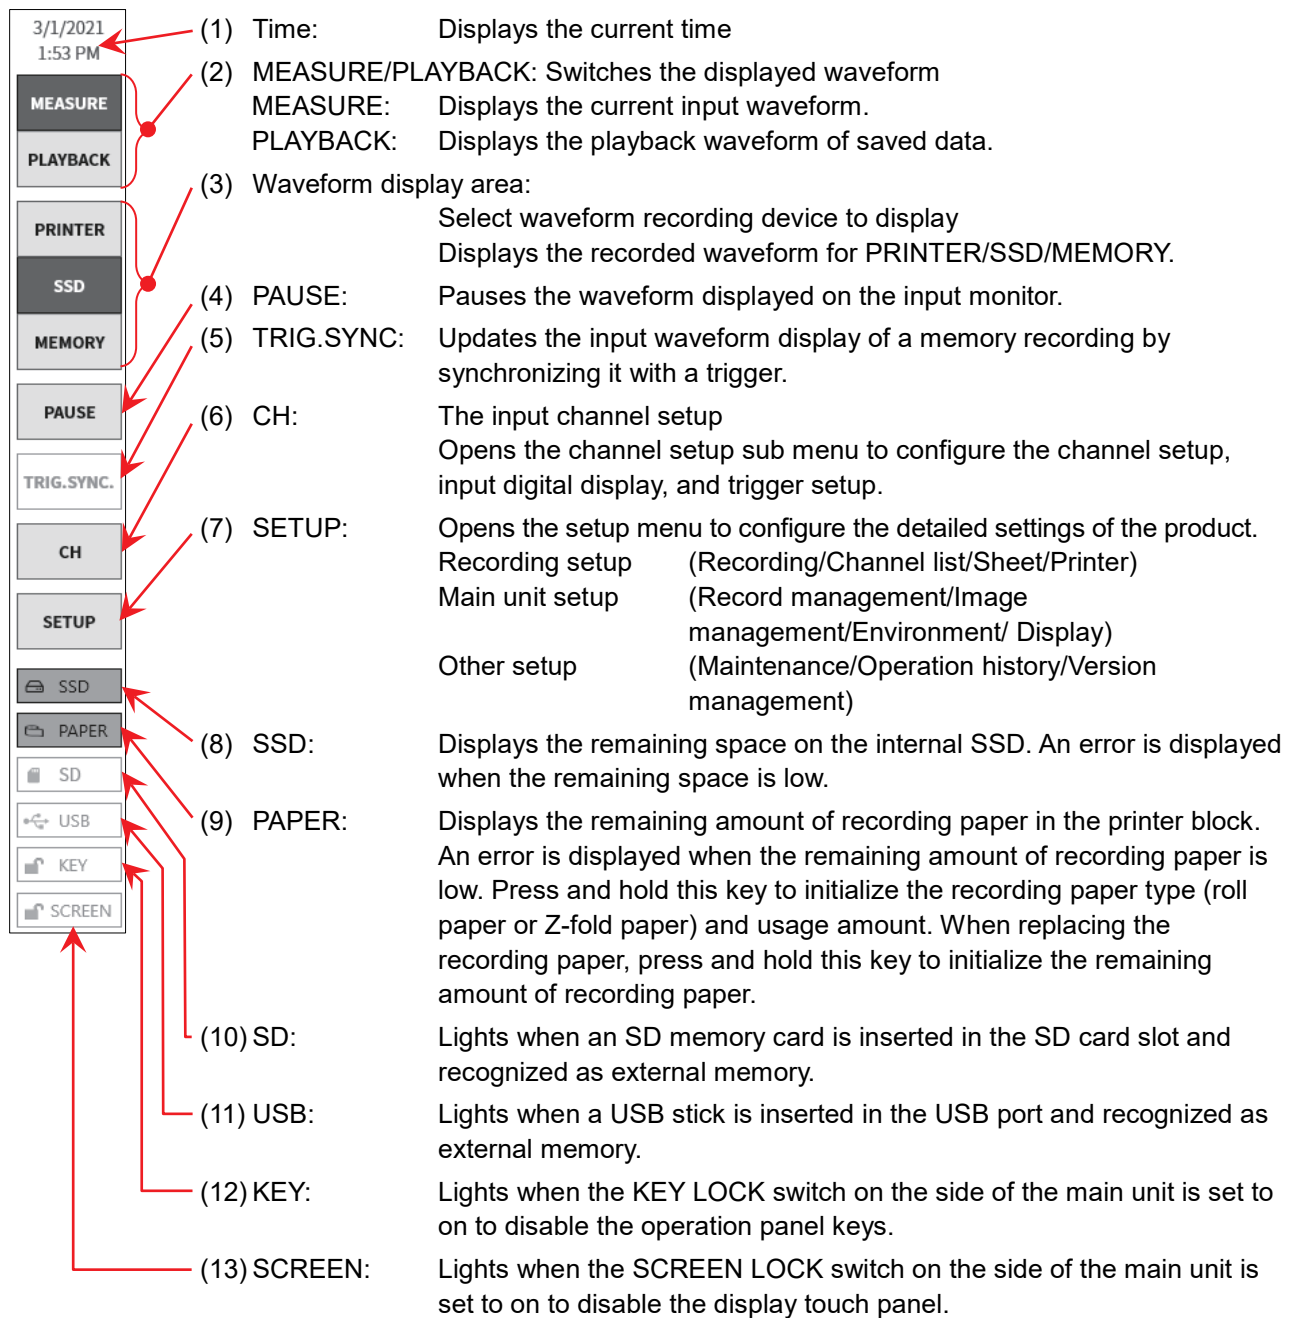 3/1/2021
1:53 PM
MEASURE
PLAYBACK
PRINTER
SSD
MEMORY
PAUSE
TRIG.SYNC.
CH
SETUP
SSD
PAPER
SD
USB
KEY
SCREEN
(1) Time: Displays the current time
(2) MEASURE/PLAYBACK: Switches the displayed waveform
MEASURE: Displays the current input waveform.
PLAYBACK: Displays the playback waveform of saved data.
(3) Waveform display area:
Select waveform recording device to display
Displays the recorded waveform for PRINTER/SSD/MEMORY.
(4) PAUSE: Pauses the waveform displayed on the input monitor.
(5) TRIG.SYNC: Updates the input waveform display of a memory recording by
synchronizing it with a trigger.
(6) CH: The input channel setup
Opens the channel setup sub menu to configure the channel setup,
input digital display, and trigger setup.
(7) SETUP: Opens the setup menu to configure the detailed settings of the product.
Recording setup (Recording/Channel list/Sheet/Printer)
Main unit setup (Record management/Image
management/Environment/ Display)
Other setup (Maintenance/Operation history/Version
management)
(8) SSD: Displays the remaining space on the internal SSD. An error is displayed
when the remaining space is low.
(9) PAPER: Displays the remaining amount of recording paper in the printer block.
An error is displayed when the remaining amount of recording paper is
low. Press and hold this key to initialize the recording paper type (roll
paper or Z-fold paper) and usage amount. When replacing the
recording paper, press and hold this key to initialize the remaining
amount of recording paper.
(10) SD: Lights when an SD memory card is inserted in the SD card slot and
recognized as external memory.
(11) USB: Lights when a USB stick is inserted in the USB port and recognized as
external memory.
(12) KEY: Lights when the KEY LOCK switch on the side of the main unit is set to
on to disable the operation panel keys.
(13) SCREEN: Lights when the SCREEN LOCK switch on the side of the main unit is
set to on to disable the display touch panel.